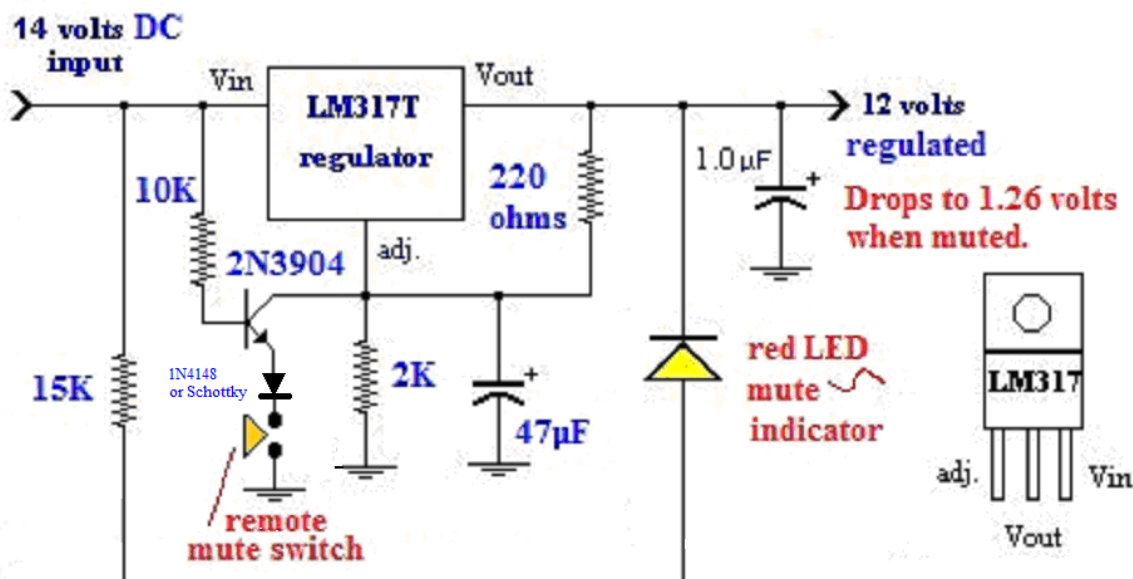 14 volts DC
input
Vin
LM317T
regulator
Vout
12 volts
regulated
1.0µF
+
Drops to 1.26 volts
when muted.
10K
220
ohms
adj.
2N3904
15K
1N4148
or Schottky
2K
+
47µF
red LED
mute
indicator
remote
mute switch
LM317
adj.
Vin
Vout